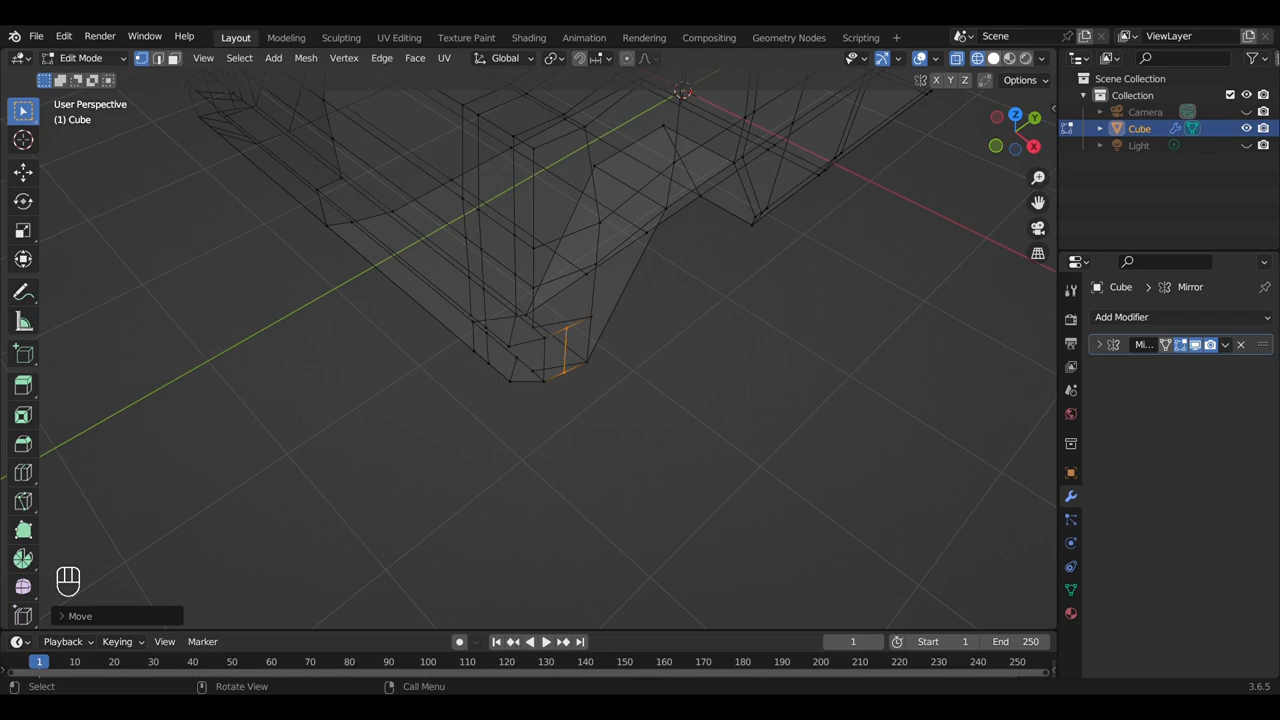 File Edit Render Window Help Layout Modeling Sculpting UV Editing Texture Paint Shading Animation Rendering Compositing Geometry Nodes Scripting + Scene ViewLayer
Edit Mode View Select Add Mesh Vertex Edge Face UV Global
X Y Z Options
User Perspective
(1) Cube
Z
Y
X
Scene Collection
Collection
Camera
Cube
Light
Cube > Mirror
Add Modifier
Mi...
> Move
Playback Keying View Marker 1 Start 1 End 250
1 10 20 30 40 50 60 70 80 90 100 110 120 130 140 150 160 170 180 190 200 210 220 230 240 250
Select Rotate View Call Menu 3.6.5